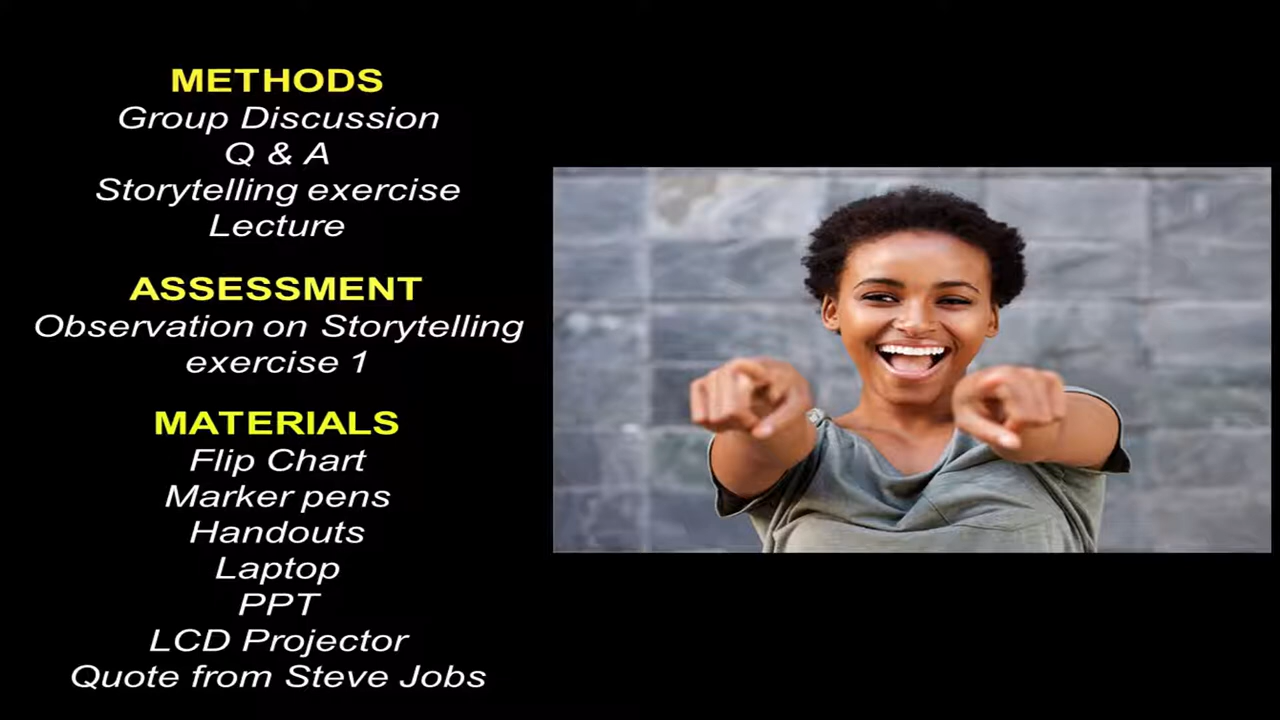 METHODS
Group Discussion
Q & A
Storytelling exercise
Lecture
ASSESSMENT
Observation on Storytelling
exercise 1
MATERIALS
Flip Chart
Marker pens
Handouts
Laptop
PPT
LCD Projector
Quote from Steve Jobs